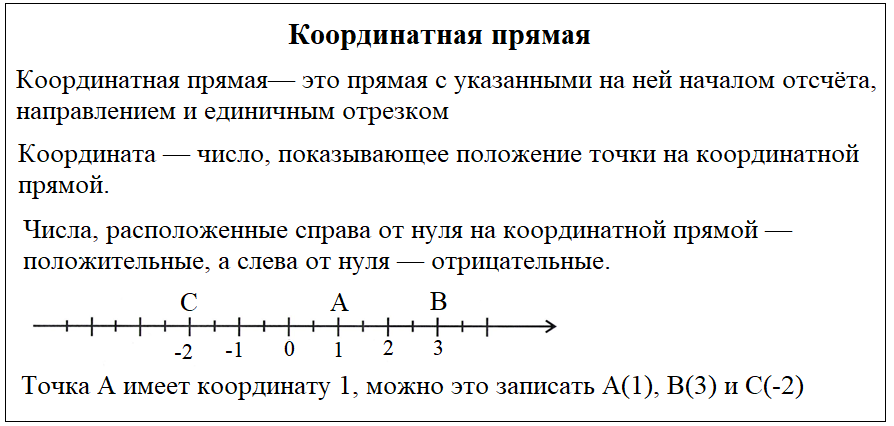 Координатная прямая
Координатная прямая— это прямая с указанными на ней началом отсчёта,
направлением и единичным отрезком
Координата — число, показывающее положение точки на координатной
прямой.
Числа, расположенные справа от нуля на координатной прямой —
положительные, а слева от нуля — отрицательные.
С А В
-2 -1 0 1 2 3
Точка А имеет координату 1, можно это записать А(1), В(3) и С(-2)